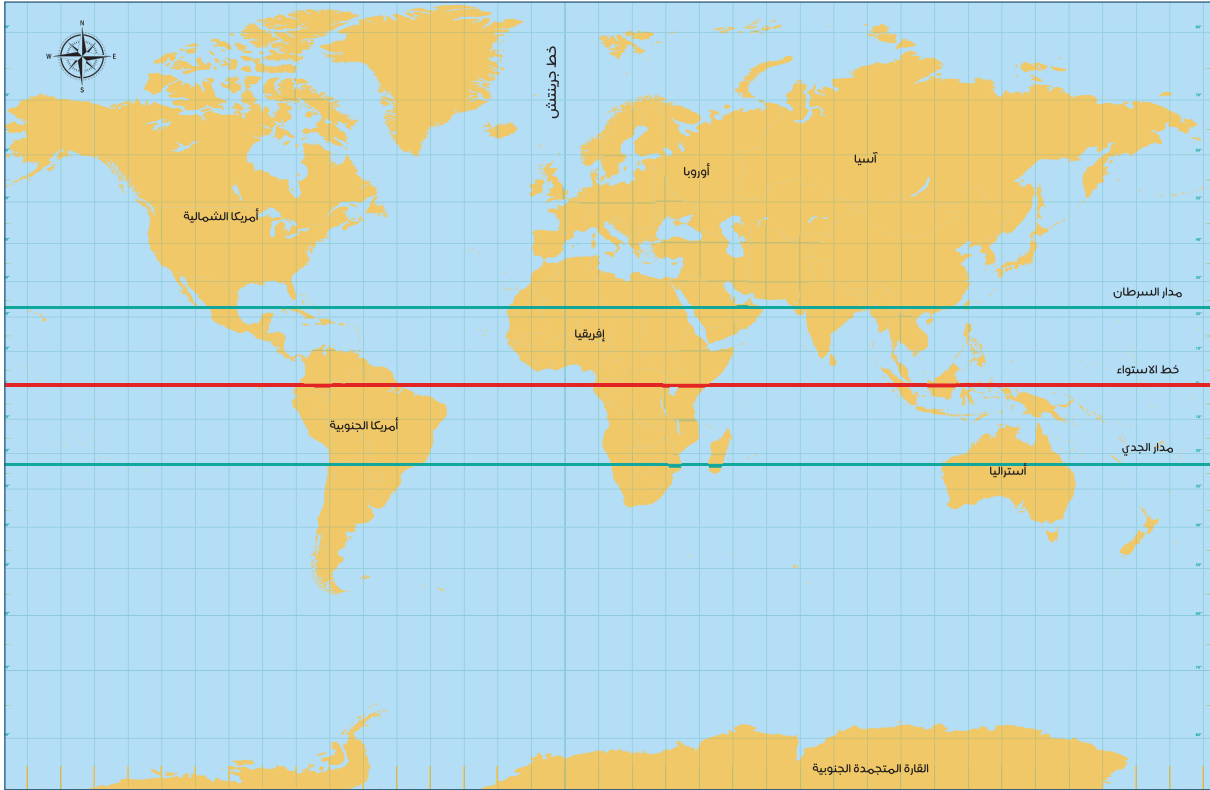 N
W E
S
خط جرينتش
آسيا
أوروبا
أمريكا الشمالية
مدار السرطان
إفريقيا
خط الاستواء
أمريكا الجنوبية
مدار الجدي
أستراليا
القارة المتجمدة الجنوبية